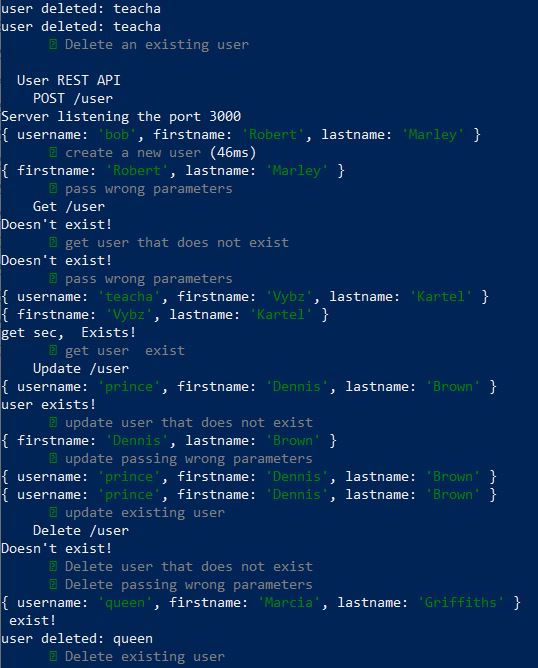 user deleted: teacha
user deleted: teacha
Delete an existing user
User REST API
POST /user
Server listening the port 3000
{ username: 'bob', firstname: 'Robert', lastname: 'Marley' }
create a new user (46ms)
{ firstname: 'Robert', lastname: 'Marley' }
pass wrong parameters
Get /user
Doesn't exist!
get user that does not exist
Doesn't exist!
pass wrong parameters
{ username: 'teacha', firstname: 'Vybz', lastname: 'Kartel' }
{ firstname: 'Vybz', lastname: 'Kartel' }
get sec,  Exists!
get user  exist
Update /user
{ username: 'prince', firstname: 'Dennis', lastname: 'Brown' }
user exists!
update user that does not exist
{ firstname: 'Dennis', lastname: 'Brown' }
update passing wrong parameters
{ username: 'prince', firstname: 'Dennis', lastname: 'Brown' }
{ username: 'prince', firstname: 'Dennis', lastname: 'Brown' }
update existing user
Delete /user
Doesn't exist!
Delete user that does not exist
Delete passing wrong parameters
{ username: 'queen', firstname: 'Marcia', lastname: 'Griffiths' }
exist!
user deleted: queen
Delete existing user